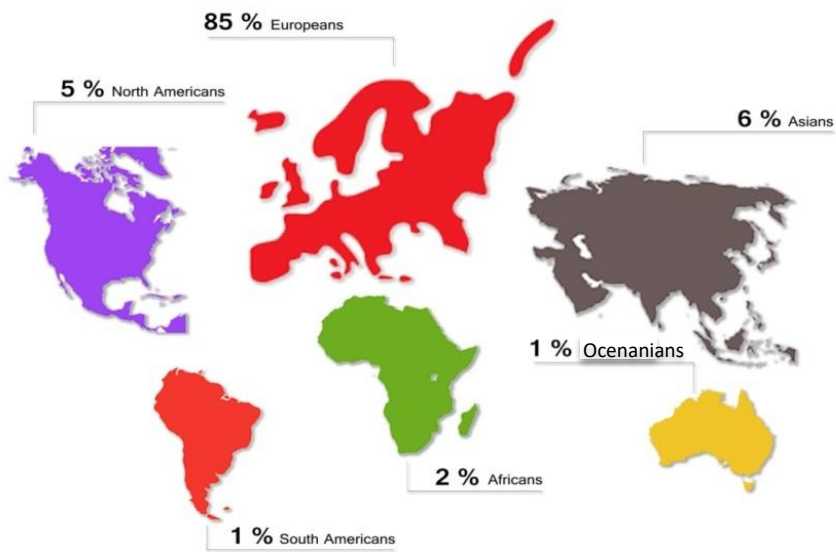 85 % Europeans
5 % North Americans
6 % Asians
1 % Ocenanians
2 % Africans
1 % South Americans